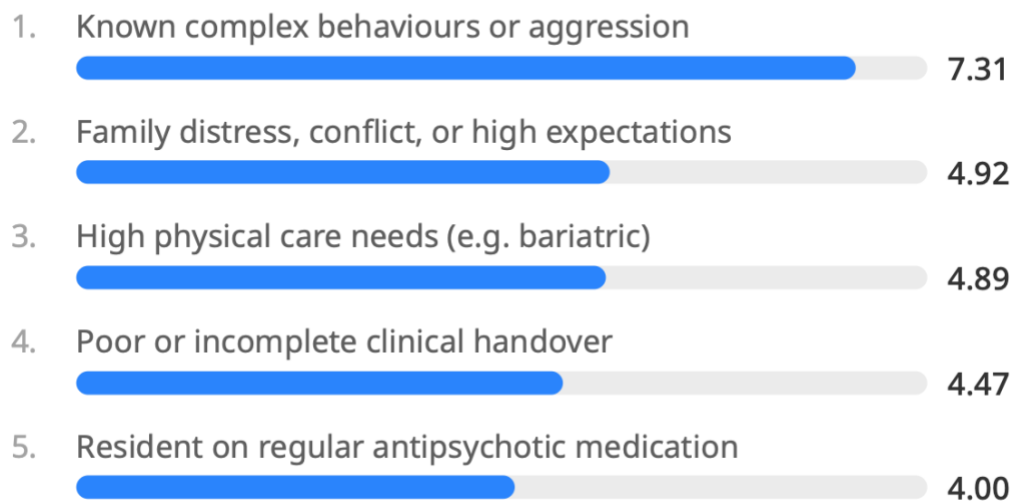 1. Known complex behaviours or aggression
7.31
2. Family distress, conflict, or high expectations
4.92
3. High physical care needs (e.g. bariatric)
4.89
4. Poor or incomplete clinical handover
4.47
5. Resident on regular antipsychotic medication
4.00